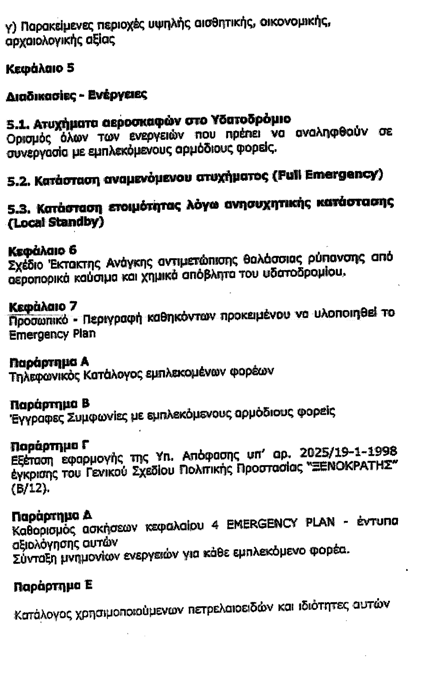 γ) Παρακείμενες περιοχές υψηλής αισθητικής, οικονομικής,
αρχαιολογικής αξίας
Κεφάλαιο 5
Διαδικασίες - Ενέργειες
5.1. Ατυχήματα αεροσκαφών στο Υδατοδρόμιο
Ορισμός όλων των ενεργειών που πρέπει να αναληφθούν σε
συνεργασία με εμπλεκόμενους αρμόδιους φορείς.
5.2. Κατάσταση αναμενόμενου ατυχήματος (Full Emergency)
5.3. Κατάσταση ετοιμότητας λόγω ανησυχητικής κατάστασης
(Local Standby)
Κεφάλαιο 6
Σχέδιο Έκτακτης Ανάγκης αντιμετώπισης θαλάσσιας ρύπανσης από
αεροπορικά καύσιμα και χημικά απόβλητα του υδατοδρομίου.
Κεφάλαιο 7
Προσωπικό - Περιγραφή καθηκόντων προκειμένου να υλοποιηθεί το
Emergency Plan
Παράρτημα Α
Τηλεφωνικός Κατάλογος εμπλεκομένων φορέων
Παράρτημα Β
Έγγραφες Συμφωνίες με εμπλεκόμενους αρμόδιους φορείς
Παράρτημα Γ
Εξέταση εφαρμογής της Υπ. Απόφασης υπ' αρ. 2025/19-1-1998
έγκρισης του Γενικού Σχεδίου Πολιτικής Προστασίας "ΞΕΝΟΚΡΑΤΗΣ"
(Β/12).
Παράρτημα Δ
Καθορισμός ασκήσεων κεφαλαίου 4 EMERGENCY PLAN - έντυπα
αξιολόγησης αυτών
Σύνταξη μνημονίων ενεργειών για κάθε εμπλεκόμενο φορέα.
Παράρτημα Ε
Κατάλογος χρησιμοποιούμενων πετρελαιοειδών και ιδιότητες αυτών